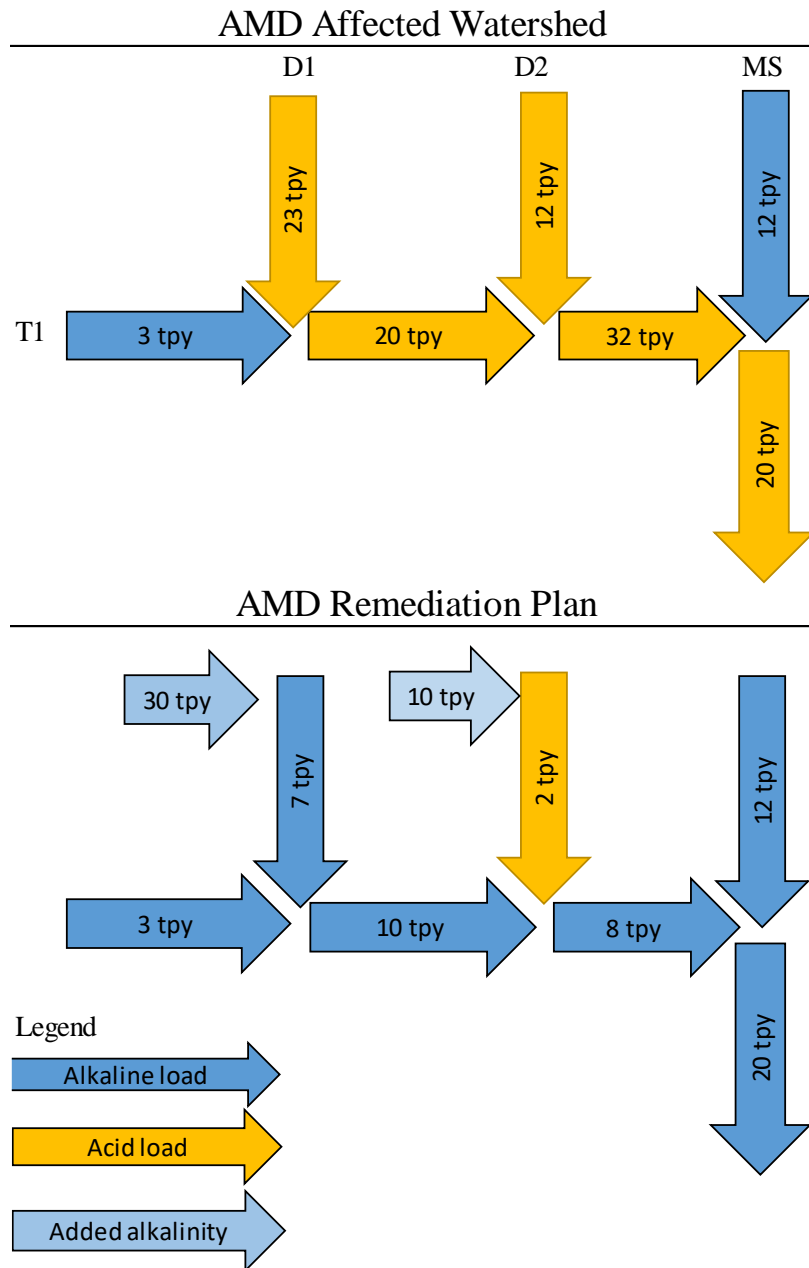 AMD Affected Watershed
D1 D2 MS
23 tpy 12 tpy 12 tpy
T1 3 tpy 20 tpy 32 tpy
20 tpy
AMD Remediation Plan
30 tpy 10 tpy
7 tpy 2 tpy 12 tpy
3 tpy 10 tpy 8 tpy
20 tpy
Legend
Alkaline load
Acid load
Added alkalinity